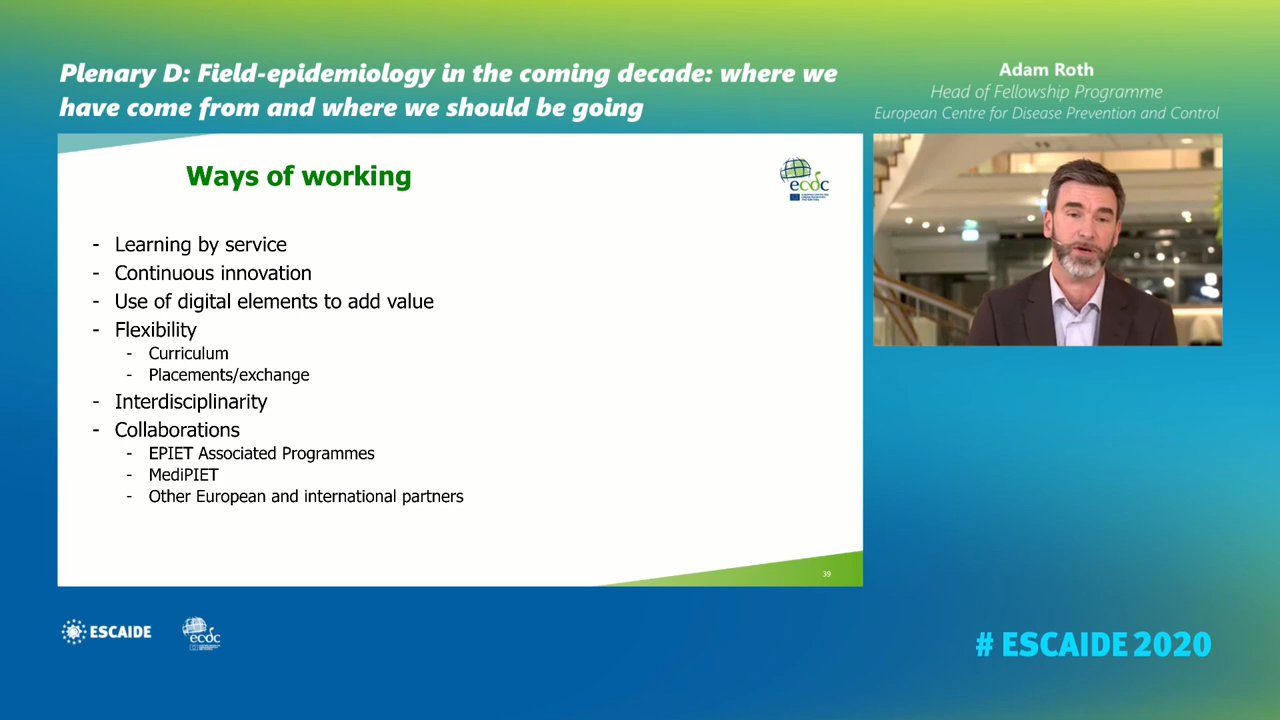 Plenary D: Field-epidemiology in the coming decade: where we
have come from and where we should be going
Adam Roth
Head of Fellowship Programme
European Centre for Disease Prevention and Control
Ways of working
ecdc
- Learning by service
- Continuous innovation
- Use of digital elements to add value
- Flexibility
- Curriculum
- Placements/exchange
- Interdisciplinarity
- Collaborations
- EPIET Associated Programmes
- MediPIET
- Other European and international partners
39
ESCAIDE
ecdc
# ESCAIDE 2020